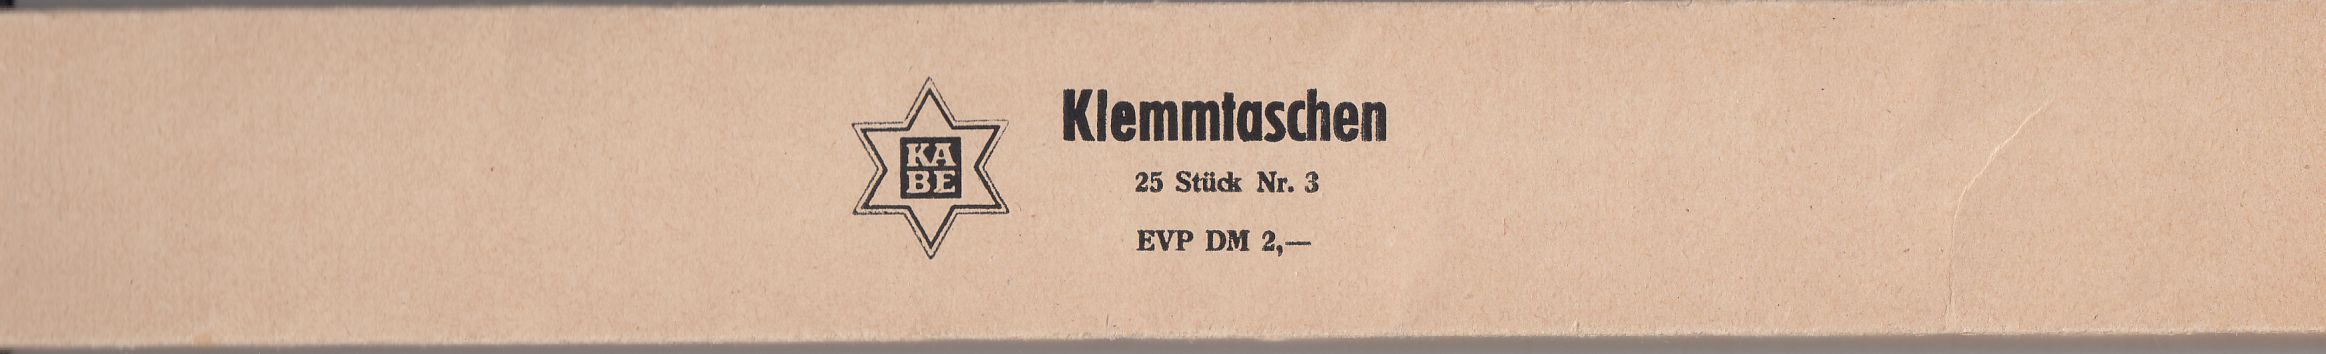 KA
BE
Klemmtaschen
25 Stück Nr. 3
EVP DM 2,—